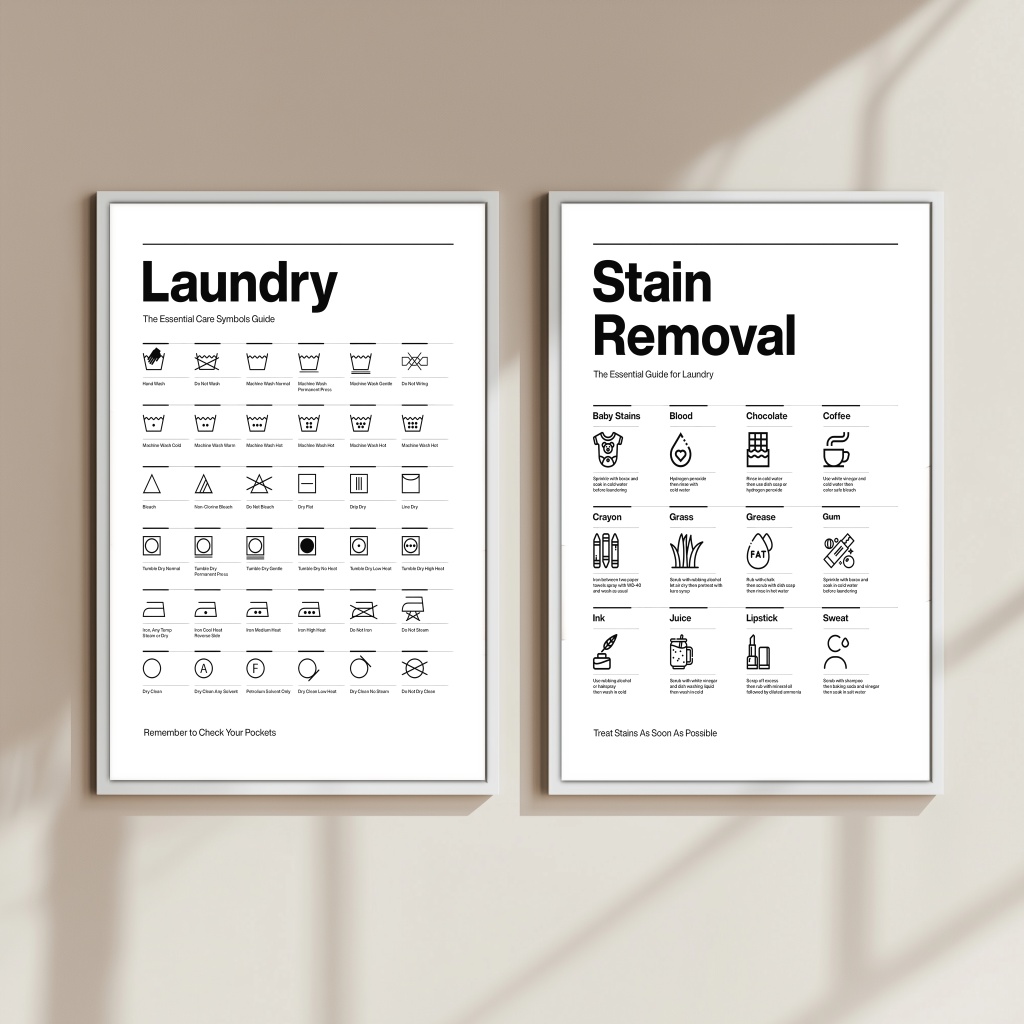 Laundry
The Essential Care Symbols Guide
Hand Wash
Do Not Wash
Machine Wash Normal
Machine Wash
Permanent Press
Machine Wash Gentle
Do Not Wring
Machine Wash Cold
Machine Wash Warm
Machine Wash Hot
Machine Wash Hot
Machine Wash Hot
Machine Wash Hot
Bleach
Non-Clorine Bleach
Do Not Bleach
Dry Flat
Drip Dry
Line Dry
Tumble Dry Normal
Tumble Dry
Permanent Press
Tumble Dry Gentle
Tumble Dry No Heat
Tumble Dry Low Heat
Tumble Dry High Heat
Iron, Any Temp
Steam or Dry
Iron Cool Heat
Reverse Side
Iron Medium Heat
Iron High Heat
Do Not Iron
Do Not Steam
A
F
Dry Clean
Dry Clean Any Solvent
Petrolium Solvent Only
Dry Clean Low Heat
Dry Clean No Steam
Do Not Dry Clean
Remember to Check Your Pockets
Stain
Removal
The Essential Guide for Laundry
Baby Stains
Sprinkle with borax and
soak in cold water
before laundering
Blood
Hydrogen peroxide
then rinse with
cold water
Chocolate
Rinse in cold water
then use dish soap or
hydrogen peroxide
Coffee
Use white vinegar and
cold water then
color safe bleach
Crayon
Iron between two paper
towels spray with WD-40
and wash as usual
Grass
Scrub with rubbing alcohol
let air dry then pretreat with
karo syrup
Grease
FAT
Rub with chalk
then scrub with dish soap
then rinse in hot water
Gum
Sprinkle with borax and
soak in cold water
before laundering
Ink
Use rubbing alcohol
or hairspray
then wash in cold
Juice
Scrub with white vinegar
and dish washing liquid
then wash in cold
Lipstick
Scrap off excess
then rub with mineral oil
followed by diluted ammonia
Sweat
Scrub with shampoo
then baking soda and vinegar
then soak in salt water
Treat Stains As Soon As Possible